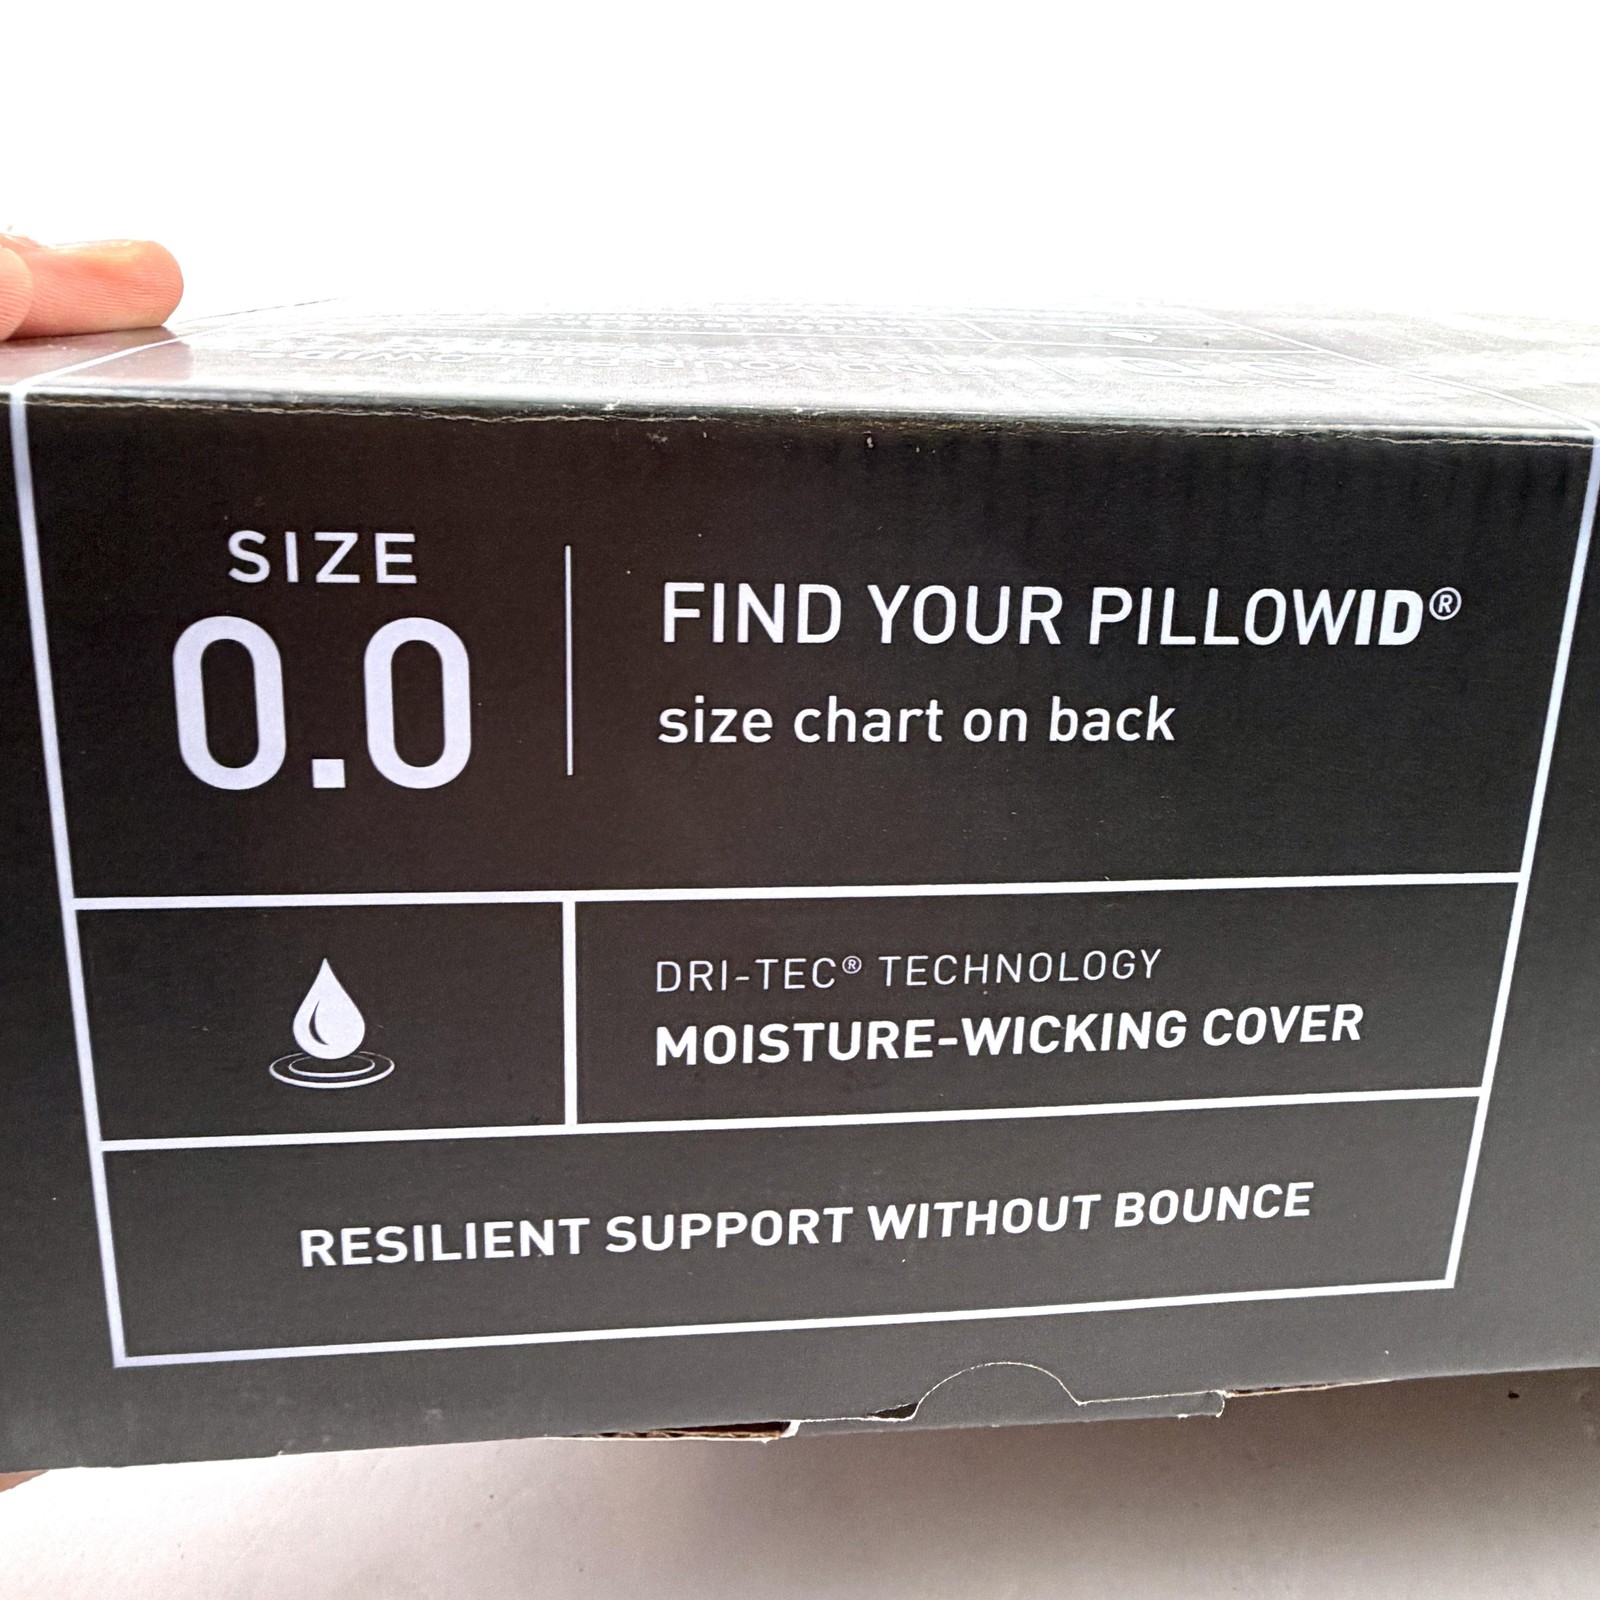 SIZE
0.0
FIND YOUR PILLOWID®
size chart on back
DRI-TEC® TECHNOLOGY
MOISTURE-WICKING COVER
RESILIENT SUPPORT WITHOUT BOUNCE